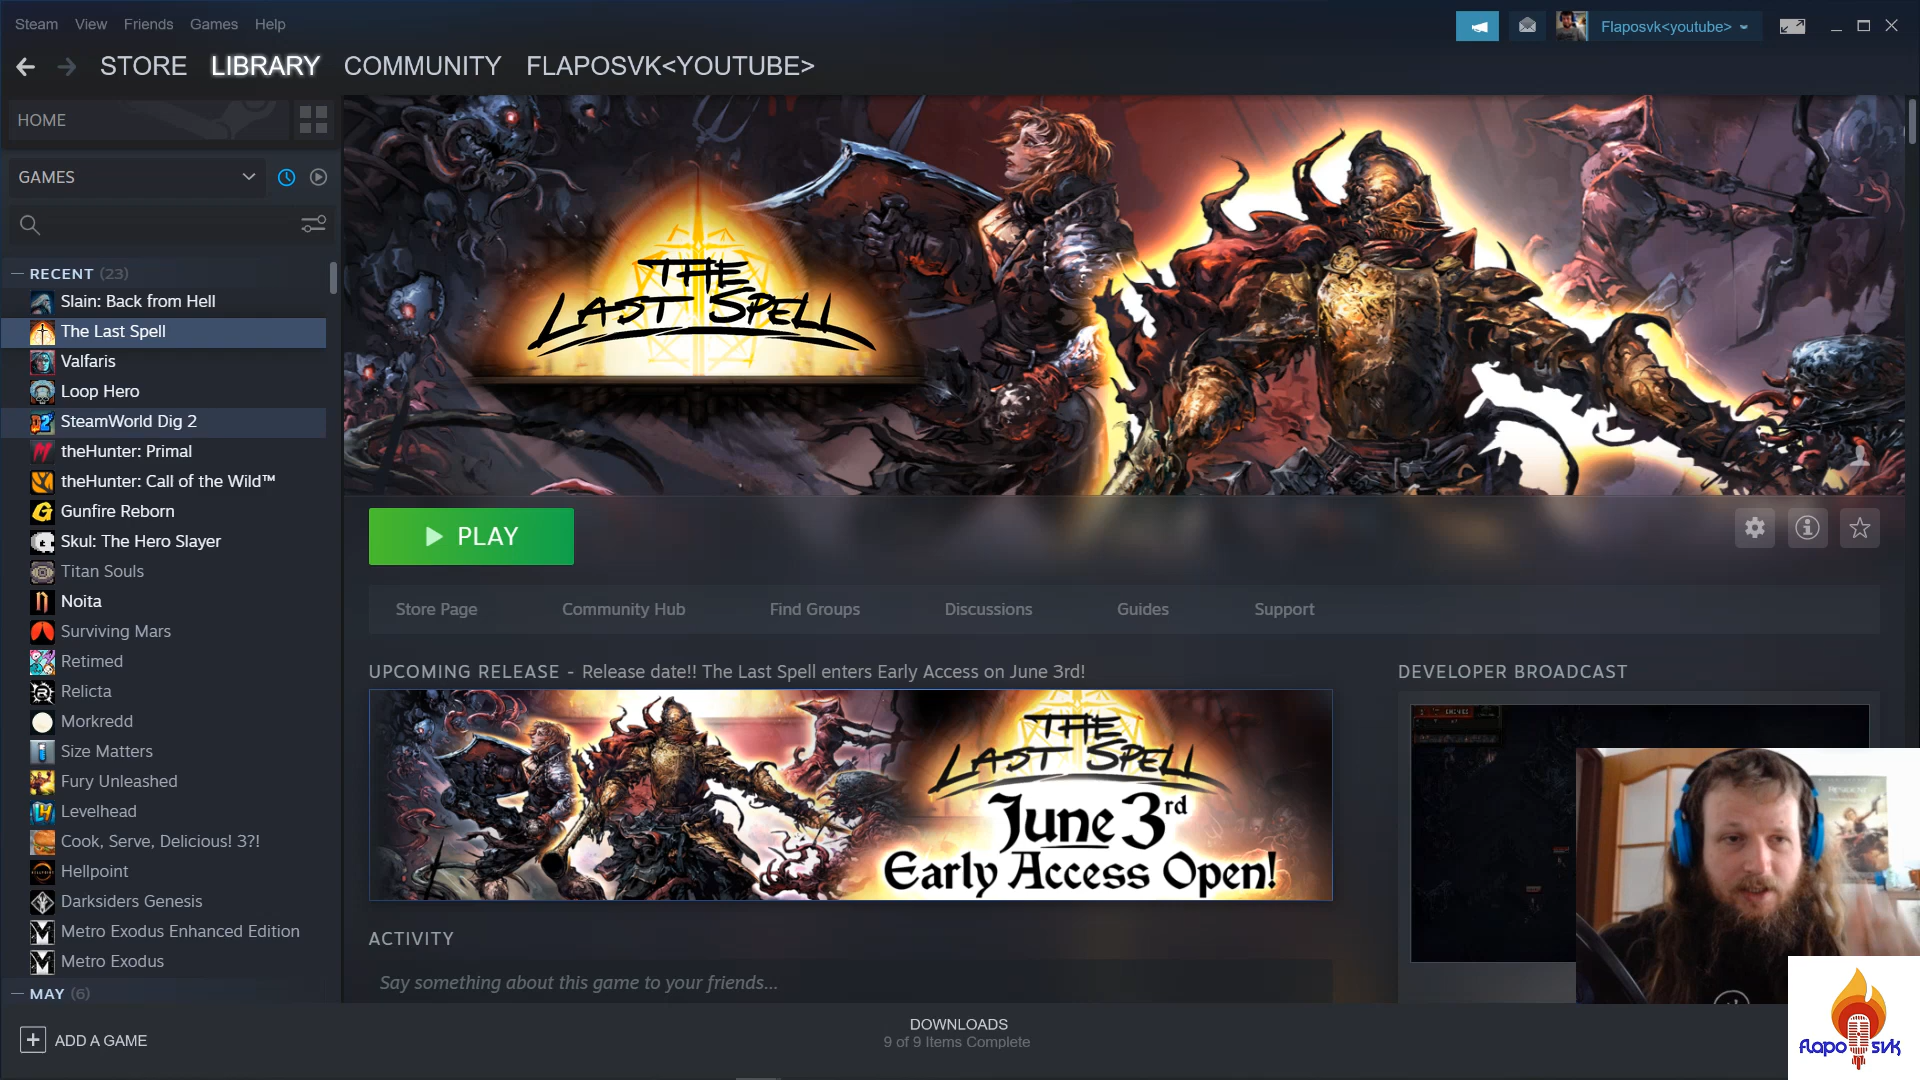 Steam View Friends Games Help
Flaposvk<youtube>
STORE LIBRARY COMMUNITY FLAPOSVK<YOUTUBE>
HOME
GAMES
RECENT (23)
Slain: Back from Hell
The Last Spell
Valfaris
Loop Hero
SteamWorld Dig 2
theHunter: Primal
theHunter: Call of the Wild™
Gunfire Reborn
Skul: The Hero Slayer
Titan Souls
Noita
Surviving Mars
Retimed
Relicta
Morkredd
Size Matters
Fury Unleashed
Levelhead
Cook, Serve, Delicious! 3?!
Hellpoint
Darksiders Genesis
Metro Exodus Enhanced Edition
Metro Exodus
MAY (6)
ADD A GAME
THE
LAST SPELL
PLAY
Store Page Community Hub Find Groups Discussions Guides Support
UPCOMING RELEASE - Release date!! The Last Spell enters Early Access on June 3rd!
THE
LAST SPELL
June 3rd
Early Access Open!
DEVELOPER BROADCAST
ACTIVITY
Say something about this game to your friends...
DOWNLOADS
9 of 9 Items Complete
flapo svk